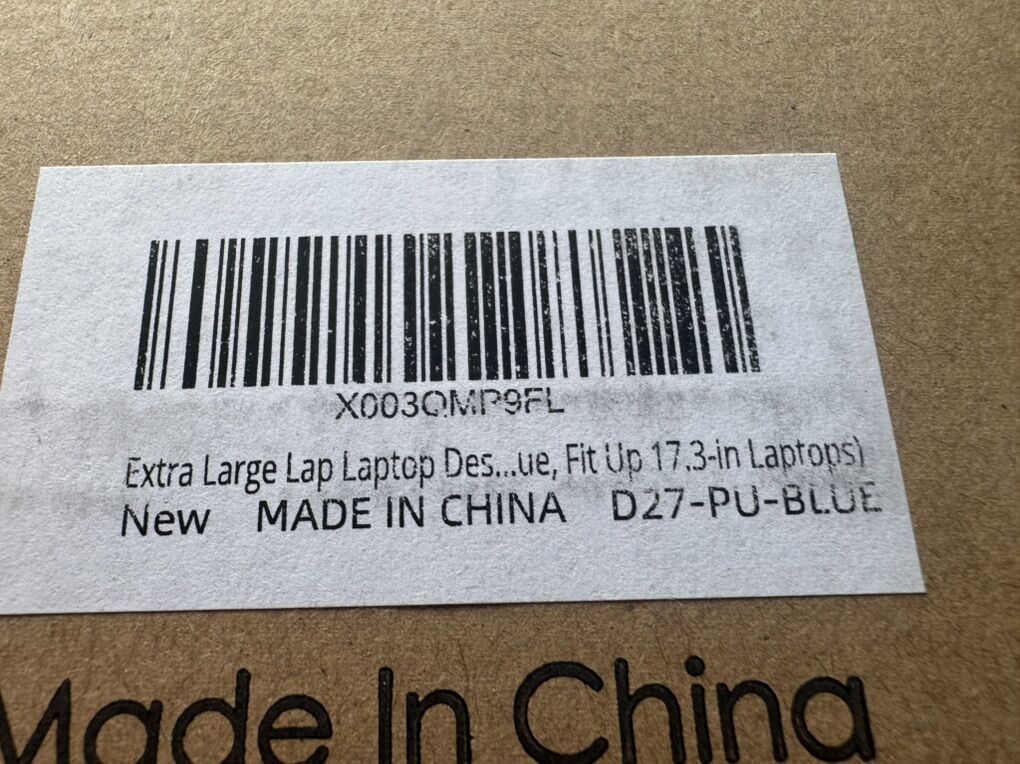 X003QMP9FL
Extra Large Lap Laptop Des...ue, Fit Up 17.3-in Laptops)
New MADE IN CHINA D27-PU-BLUE
Made In China